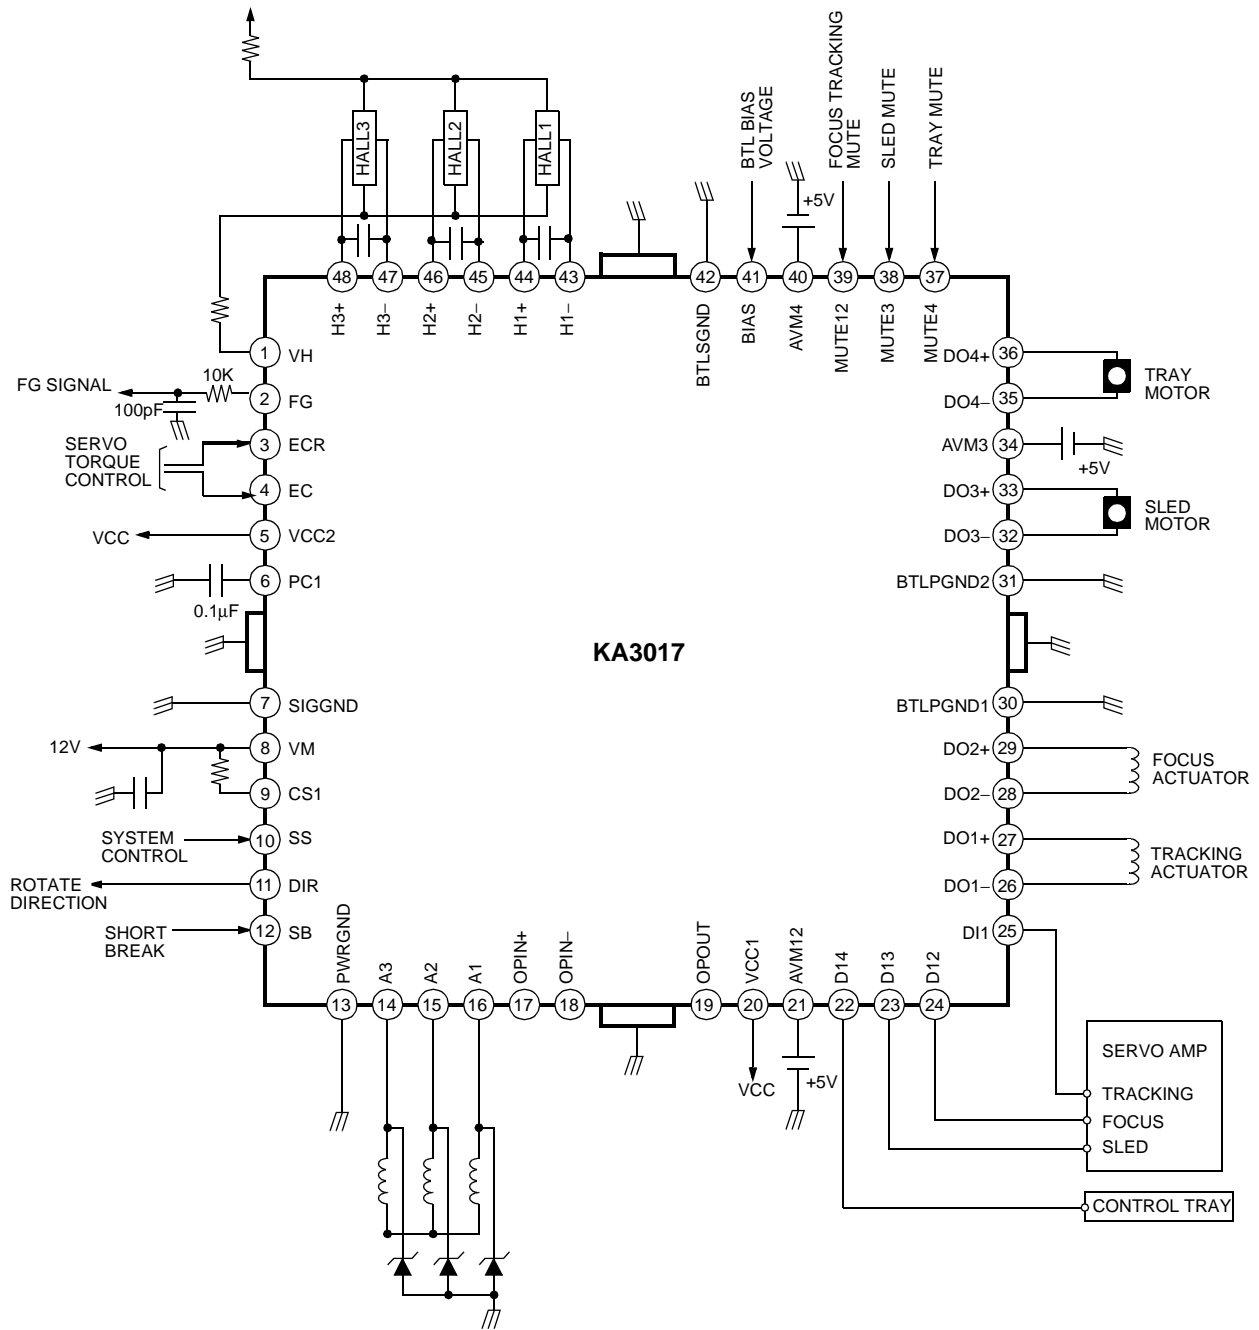 HALL3
HALL2
HALL1
BTL BIAS
VOLTAGE
FOCUS TRACKING
MUTE
SLED MUTE
TRAY MUTE
+5V
48
47
46
45
44
43
42
41
40
39
38
37
H3+
H3−
H2+
H2−
H1+
H1−
BTLSGND
BIAS
AVM4
MUTE12
MUTE3
MUTE4
1 VH
FG SIGNAL
10K
100pF
2 FG
SERVO
TORQUE
CONTROL
3 ECR
4 EC
VCC
5 VCC2
6 PC1
0.1µF
7 SIGGND
12V
8 VM
9 CS1
SYSTEM
CONTROL
10 SS
ROTATE
DIRECTION
11 DIR
SHORT
BREAK
12 SB
KA3017
DO4+ 36
DO4− 35
TRAY
MOTOR
AVM3 34
+5V
DO3+ 33
DO3− 32
SLED
MOTOR
BTLPGND2 31
BTLPGND1 30
DO2+ 29
DO2− 28
FOCUS
ACTUATOR
DO1+ 27
DO1− 26
TRACKING
ACTUATOR
DI1 25
PWRGND
A3
A2
A1
OPIN+
OPIN−
OPOUT
VCC1
AVM12
D14
D13
D12
13
14
15
16
17
18
19
20
21
22
23
24
VCC
+5V
SERVO AMP
TRACKING
FOCUS
SLED
CONTROL TRAY